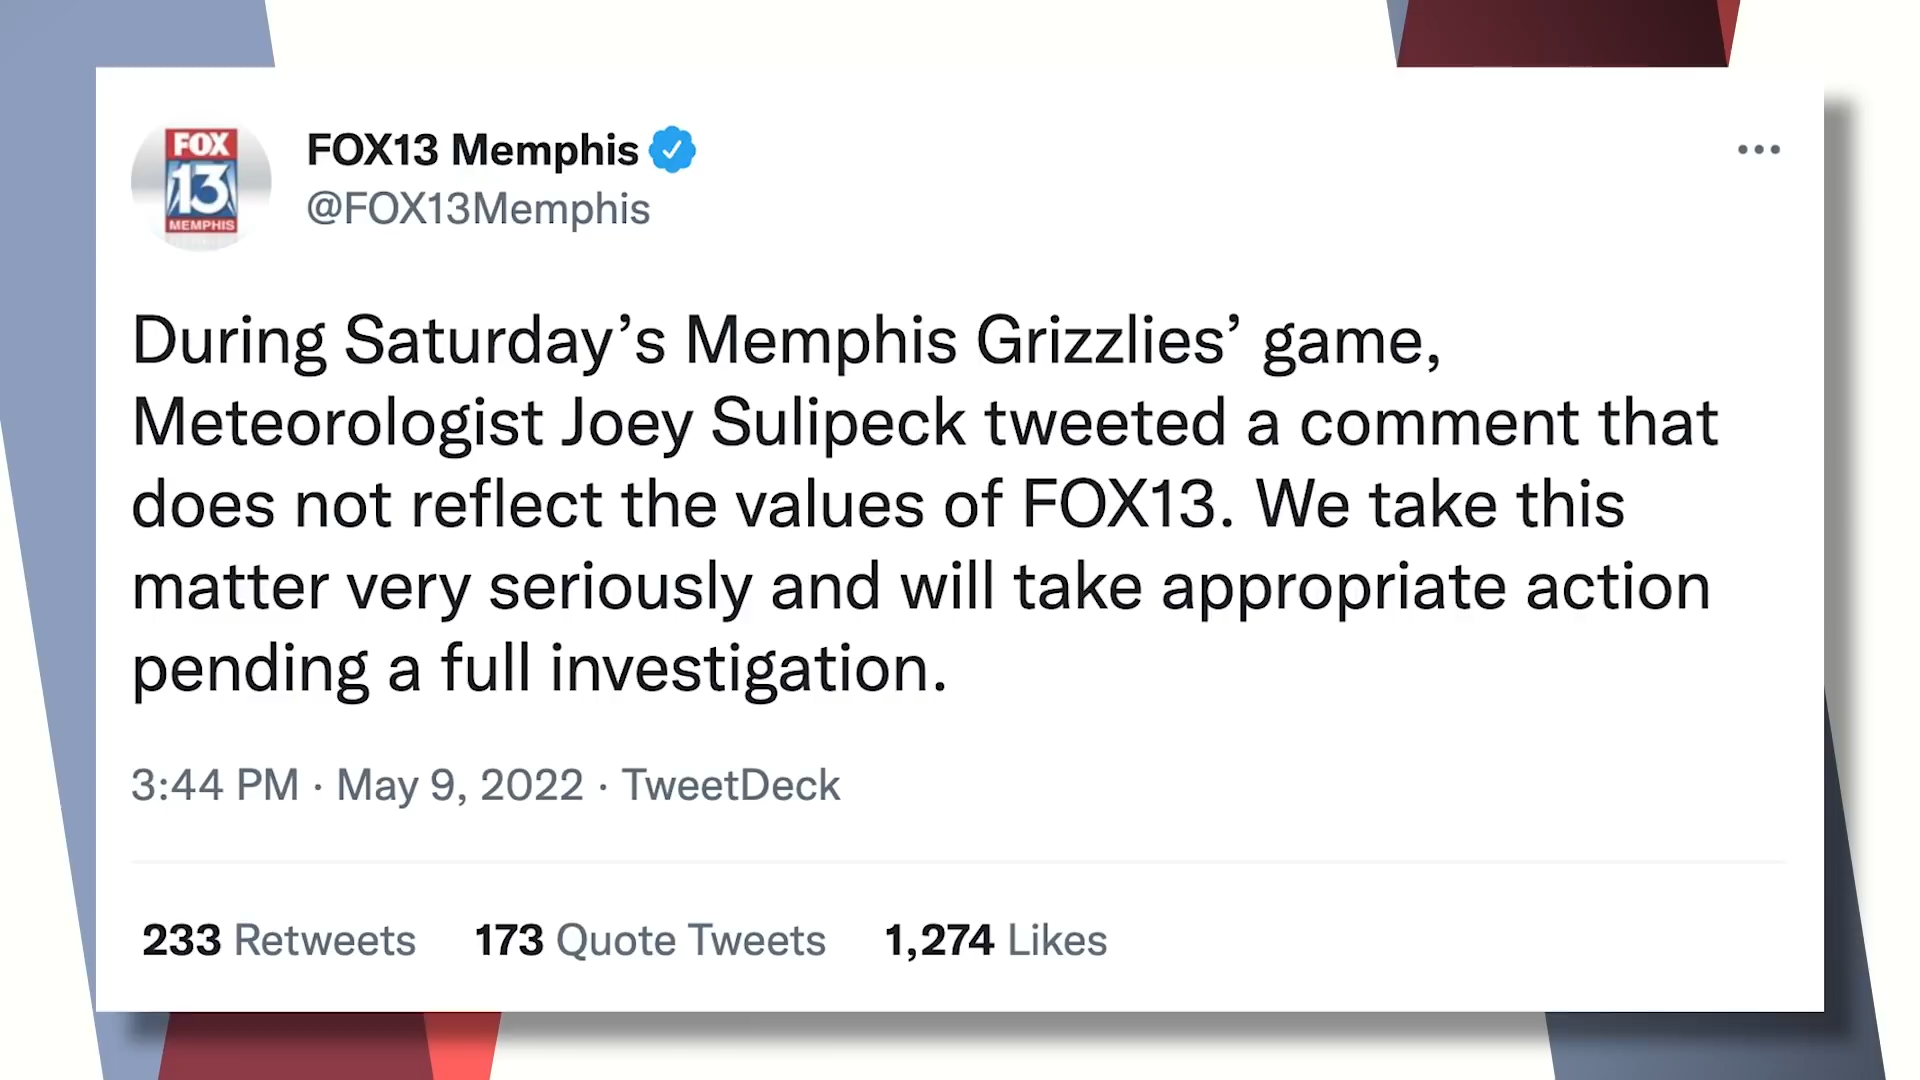 FOX
13
MEMPHIS
FOX13 Memphis
@FOX13Memphis
During Saturday’s Memphis Grizzlies’ game,
Meteorologist Joey Sulipeck tweeted a comment that
does not reflect the values of FOX13. We take this
matter very seriously and will take appropriate action
pending a full investigation.
3:44 PM · May 9, 2022 · TweetDeck
233 Retweets 173 Quote Tweets 1,274 Likes